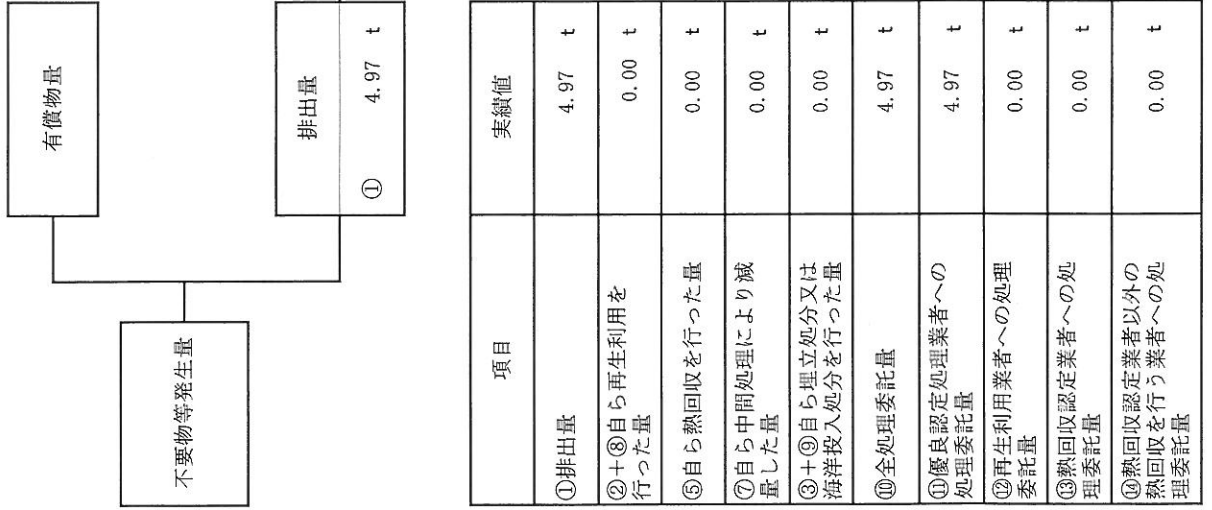 不要物等発生量
有償物量
排出量
① 4.97 t
項目 実績値
①排出量 4.97 t
②+⑧自ら再生利用を
行った量 0.00 t
⑤自ら熱回収を行った量 0.00 t
⑦自ら中間処理により減
量した量 0.00 t
③+⑨自ら埋立処分又は
海洋投入処分を行った量 0.00 t
⑩全処理委託量 4.97 t
⑪優良認定処理業者への
処理委託量 4.97 t
⑫再生利用業者への処理
委託量 0.00 t
⑬熱回収認定業者への処
理委託量 0.00 t
⑭熱回収認定業者以外の
熱回収を行う業者への処
理委託量 0.00 t